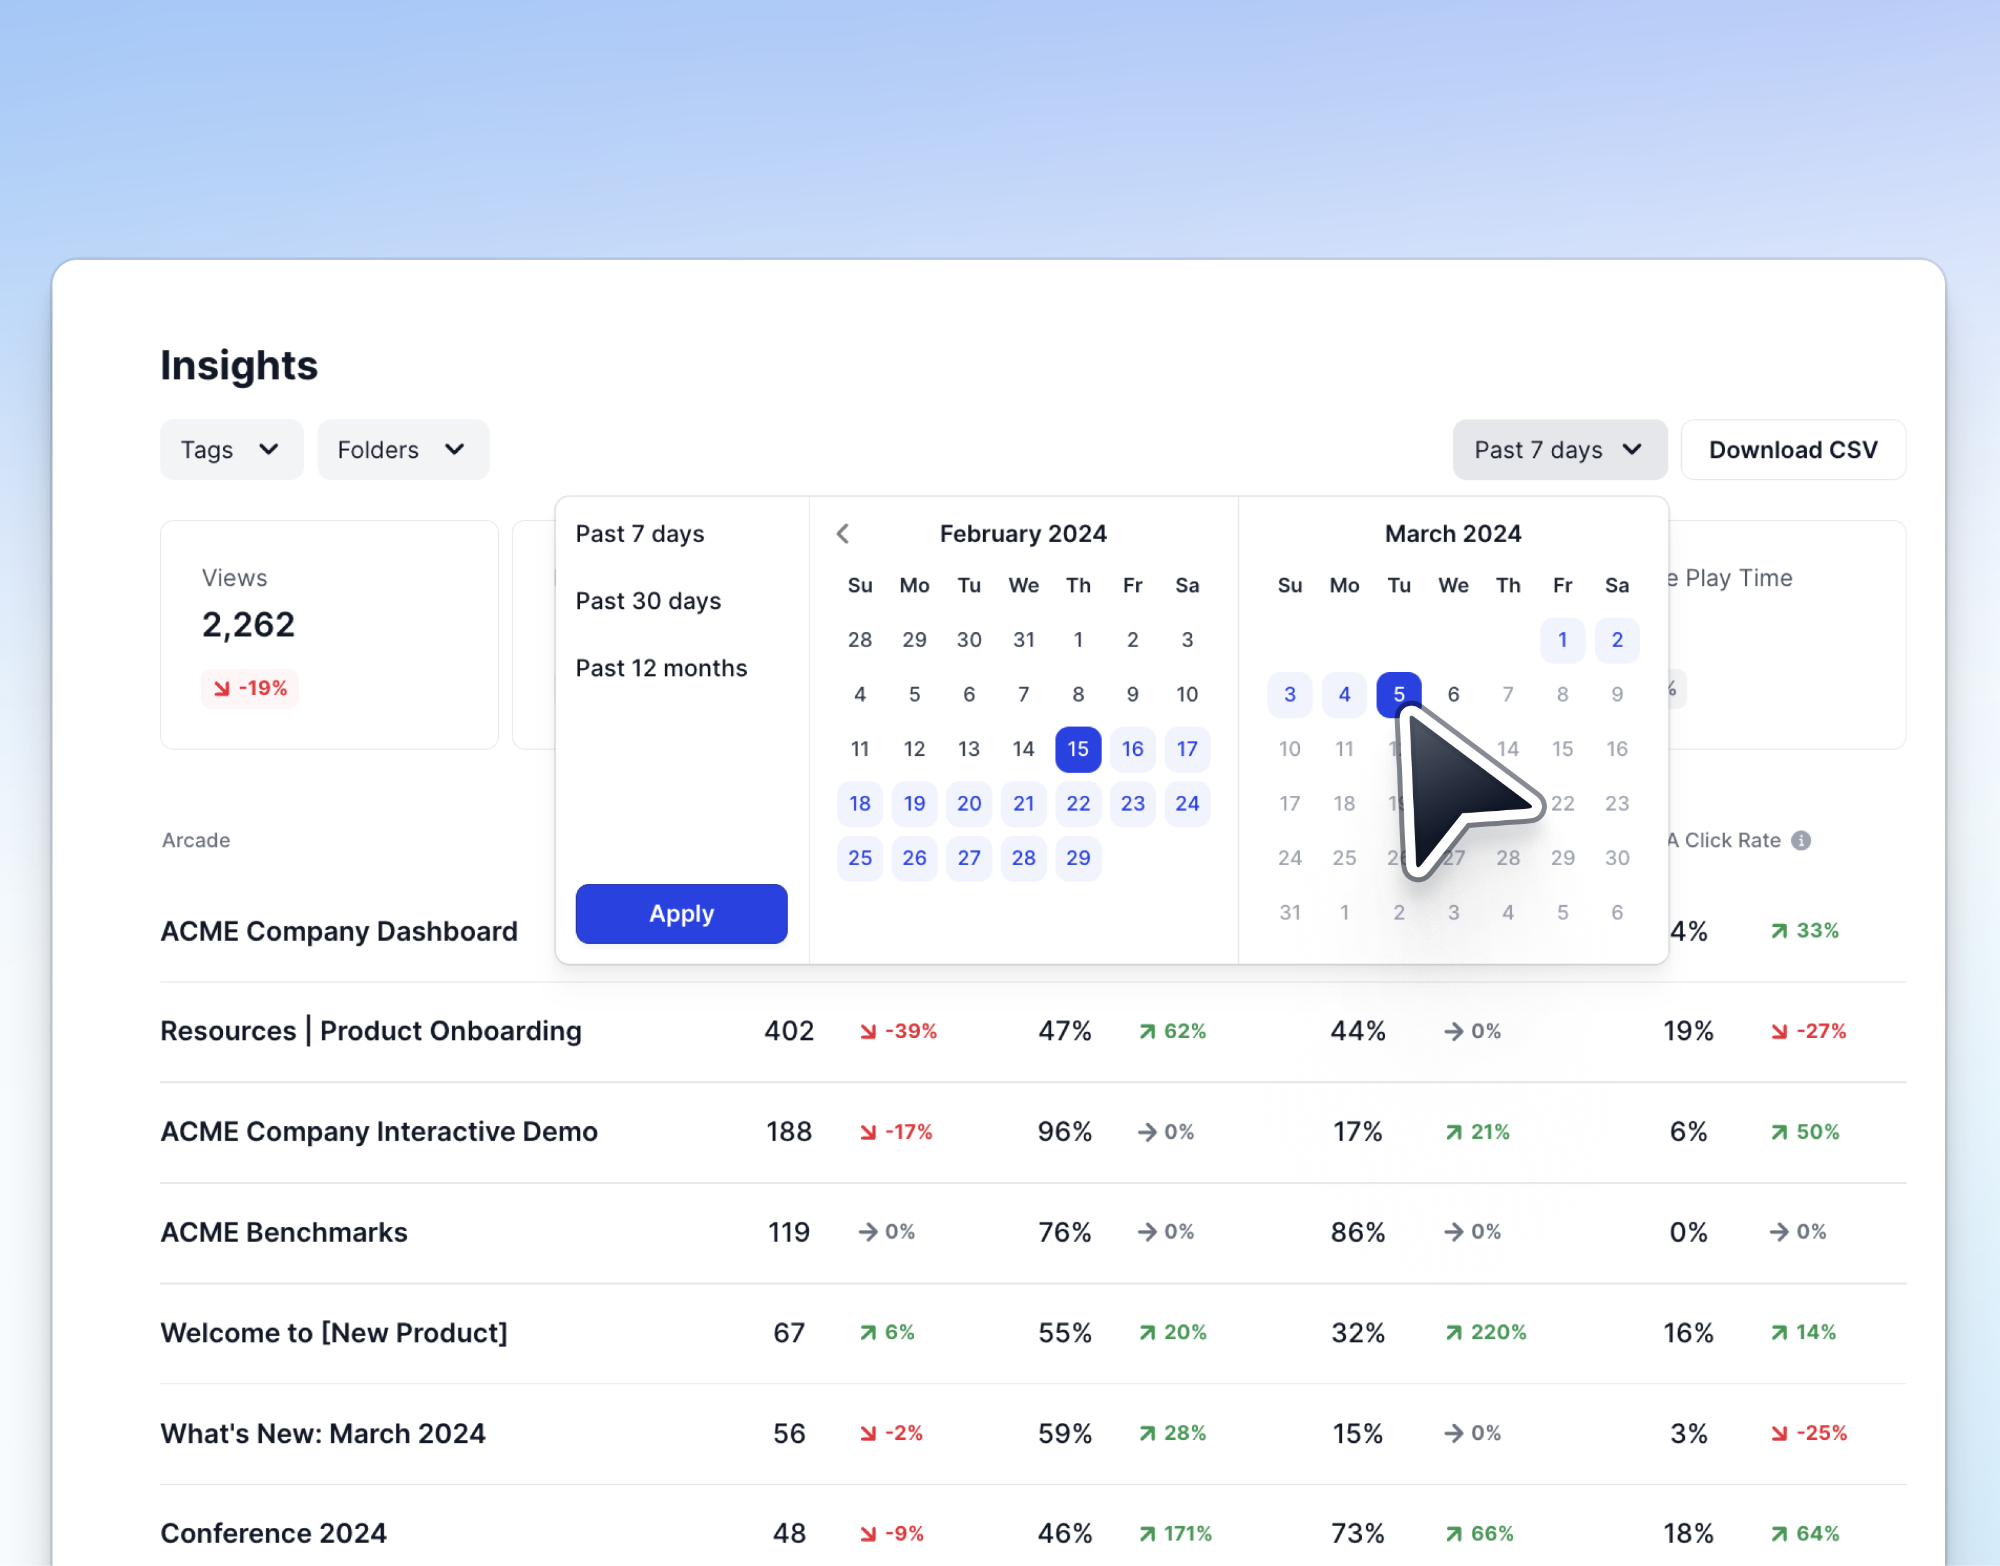 Insights
Tags
Folders
Past 7 days
Download CSV
Views
2,262
-19%
Past 7 days
Past 30 days
Past 12 months
Apply
February 2024
Su Mo Tu We Th Fr Sa
28 29 30 31 1 2 3
4 5 6 7 8 9 10
11 12 13 14 15 16 17
18 19 20 21 22 23 24
25 26 27 28 29
March 2024
Su Mo Tu We Th Fr Sa
1 2
3 4 5 6 7 8 9
10 11 14 15 16
17 18 22 23
24 25 26 27 28 29 30
31 1 2 3 4 5 6
Play Time
%
Arcade
Click Rate
ACME Company Dashboard 4% 33%
Resources | Product Onboarding 402 -39% 47% 62% 44% 0% 19% -27%
ACME Company Interactive Demo 188 -17% 96% 0% 17% 21% 6% 50%
ACME Benchmarks 119 0% 76% 0% 86% 0% 0% 0%
Welcome to [New Product] 67 6% 55% 20% 32% 220% 16% 14%
What's New: March 2024 56 -2% 59% 28% 15% 0% 3% -25%
Conference 2024 48 -9% 46% 171% 73% 66% 18% 64%